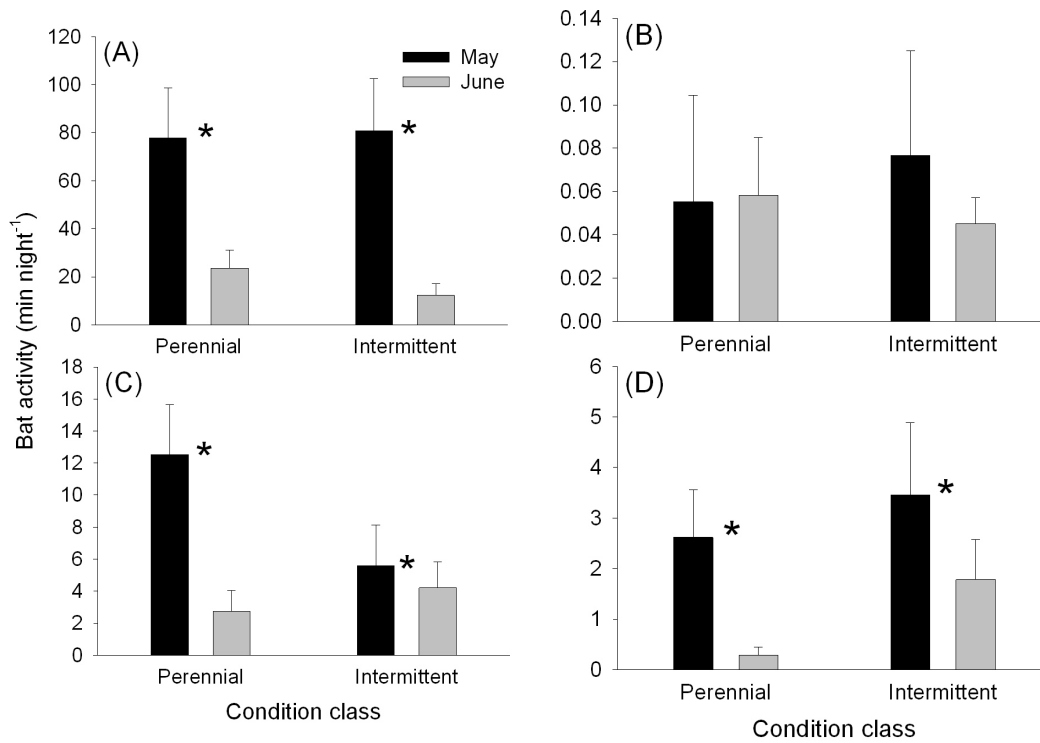 (A)
May
June
120
100
80
60
40
20
0
Perennial Intermittent
*
*
(B)
0.14
0.12
0.10
0.08
0.06
0.04
0.02
0.00
Perennial Intermittent
Bat activity (min night⁻¹)
(C)
18
16
14
12
10
8
6
4
2
0
*
*
Perennial Intermittent
Condition class
(D)
6
5
4
3
2
1
0
*
*
Perennial Intermittent
Condition class